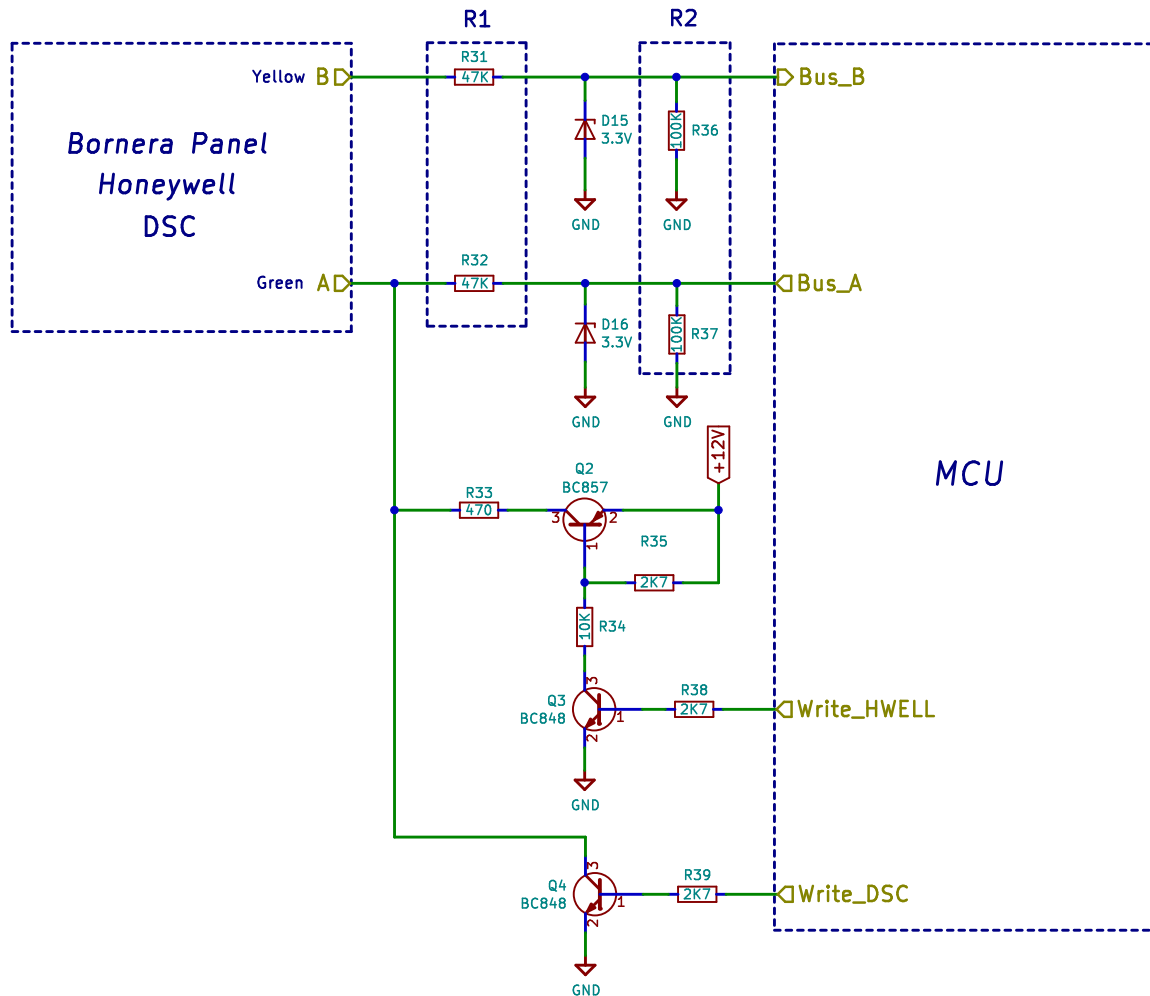 R1
R2
R31
Yellow
B
47K
Bus_B
D15
3.3V
100K
R36
Bornera Panel
Honeywell
DSC
GND
GND
R32
Green
A
47K
Bus_A
D16
3.3V
100K
R37
GND
GND
+12V
MCU
Q2
BC857
R33
470
3
2
1
R35
2K7
10K
R34
3
Q3
BC848
1
2
R38
2K7
Write_HWELL
GND
3
Q4
BC848
1
2
R39
2K7
Write_DSC
GND